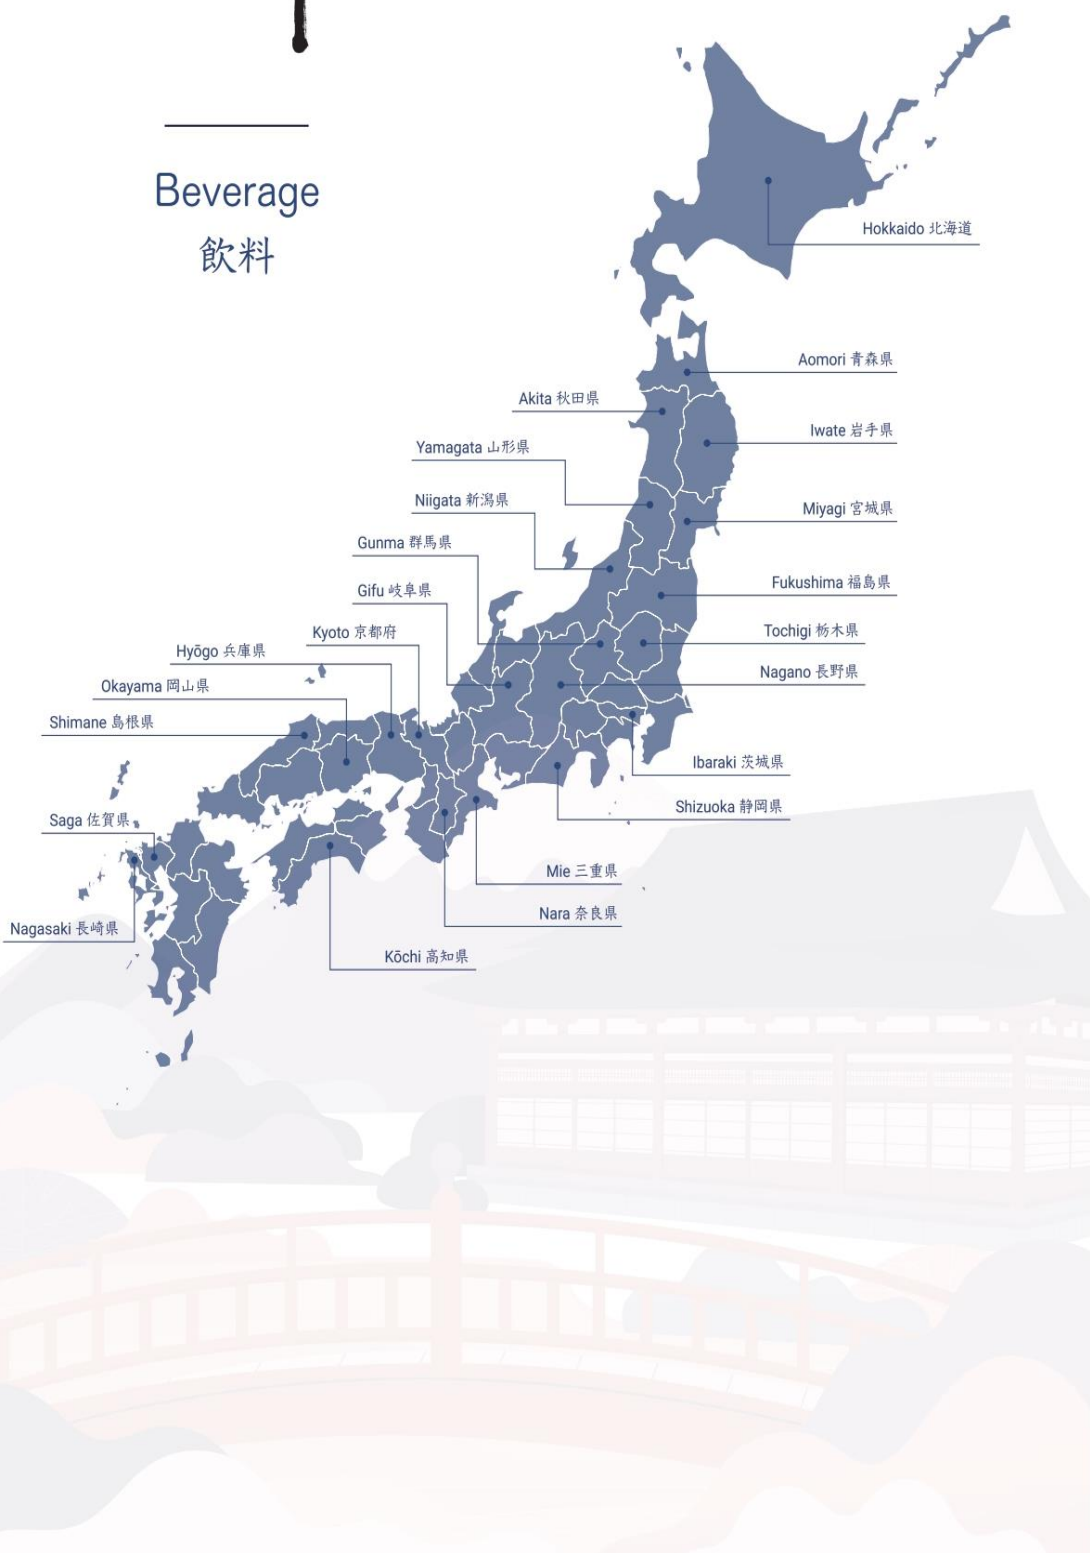 Beverage
飲料
Hokkaido 北海道
Aomori 青森県
Akita 秋田県
Iwate 岩手県
Yamagata 山形県
Niigata 新潟県
Miyagi 宮城県
Gunma 群馬県
Gifu 岐阜県
Fukushima 福島県
Kyoto 京都府
Tochigi 栃木県
Hyōgo 兵庫県
Nagano 長野県
Okayama 岡山県
Shimane 島根県
Ibaraki 茨城県
Shizuoka 静岡県
Saga 佐賀県
Mie 三重県
Nara 奈良県
Nagasaki 長崎県
Kōchi 高知県